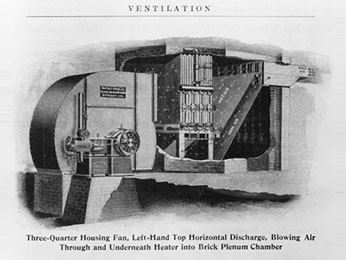 VENTILATION
Three-Quarter Housing Fan, Left-Hand Top Horizontal Discharge, Blowing Air
Through and Underneath Heater into Brick Plenum Chamber